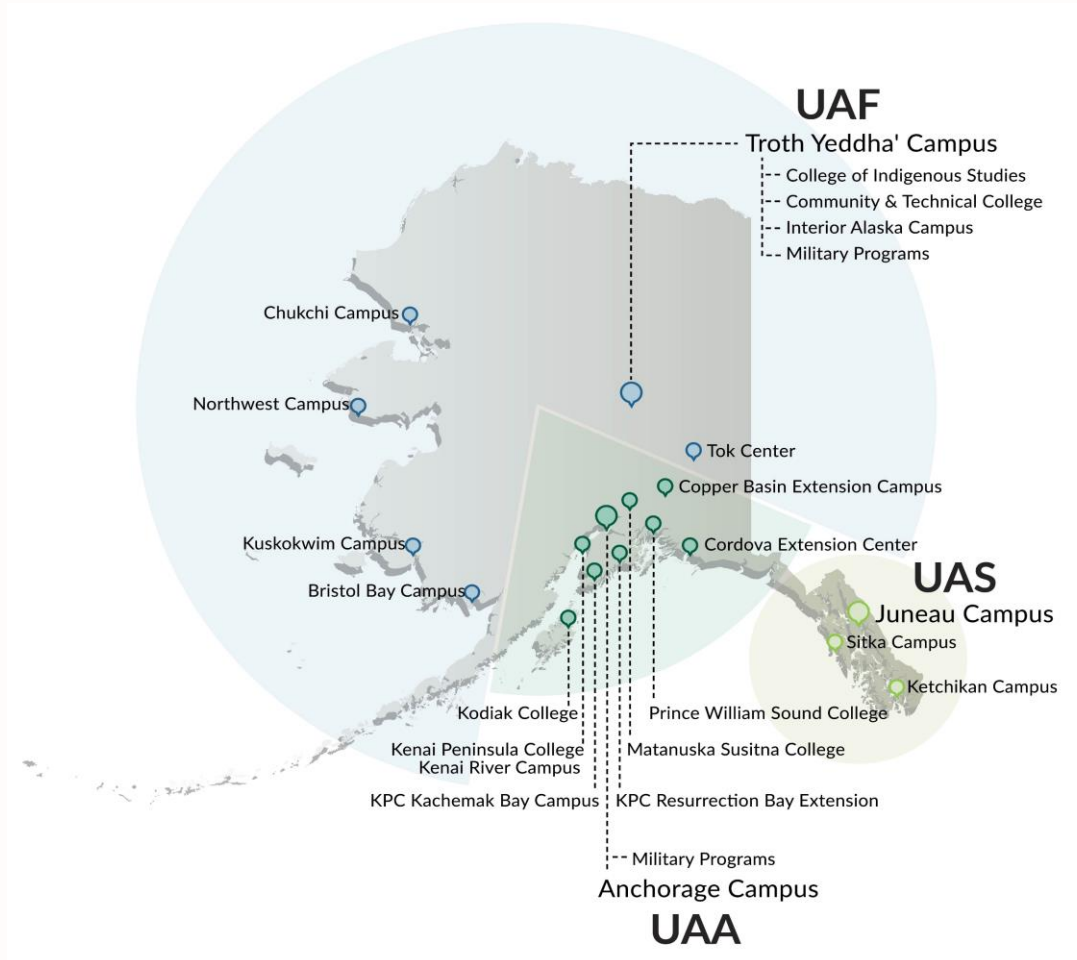 UAF
Troth Yeddha' Campus
College of Indigenous Studies
Community & Technical College
Interior Alaska Campus
Military Programs
Chukchi Campus
Northwest Campus
Tok Center
Copper Basin Extension Campus
Kuskokwim Campus
Cordova Extension Center
Bristol Bay Campus
UAS
Juneau Campus
Sitka Campus
Ketchikan Campus
Kodiak College
Prince William Sound College
Kenai Peninsula College
Kenai River Campus
Matanuska Susitna College
KPC Kachemak Bay Campus
KPC Resurrection Bay Extension
Military Programs
Anchorage Campus
UAA